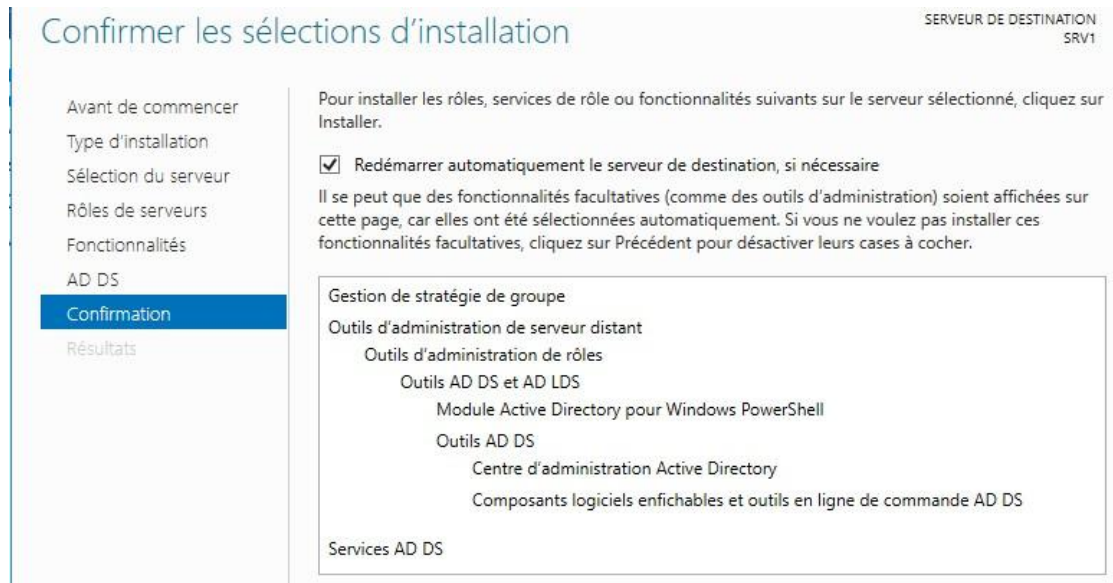 Confirmer les sélections d'installation
SERVEUR DE DESTINATION
SRV1
Avant de commencer
Type d'installation
Sélection du serveur
Rôles de serveurs
Fonctionnalités
AD DS
Confirmation
Résultats
Pour installer les rôles, services de rôle ou fonctionnalités suivants sur le serveur sélectionné, cliquez sur
Installer.
Redémarrer automatiquement le serveur de destination, si nécessaire
Il se peut que des fonctionnalités facultatives (comme des outils d'administration) soient affichées sur
cette page, car elles ont été sélectionnées automatiquement. Si vous ne voulez pas installer ces
fonctionnalités facultatives, cliquez sur Précédent pour désactiver leurs cases à cocher.
Gestion de stratégie de groupe
Outils d'administration de serveur distant
Outils d'administration de rôles
Outils AD DS et AD LDS
Module Active Directory pour Windows PowerShell
Outils AD DS
Centre d'administration Active Directory
Composants logiciels enfichables et outils en ligne de commande AD DS
Services AD DS